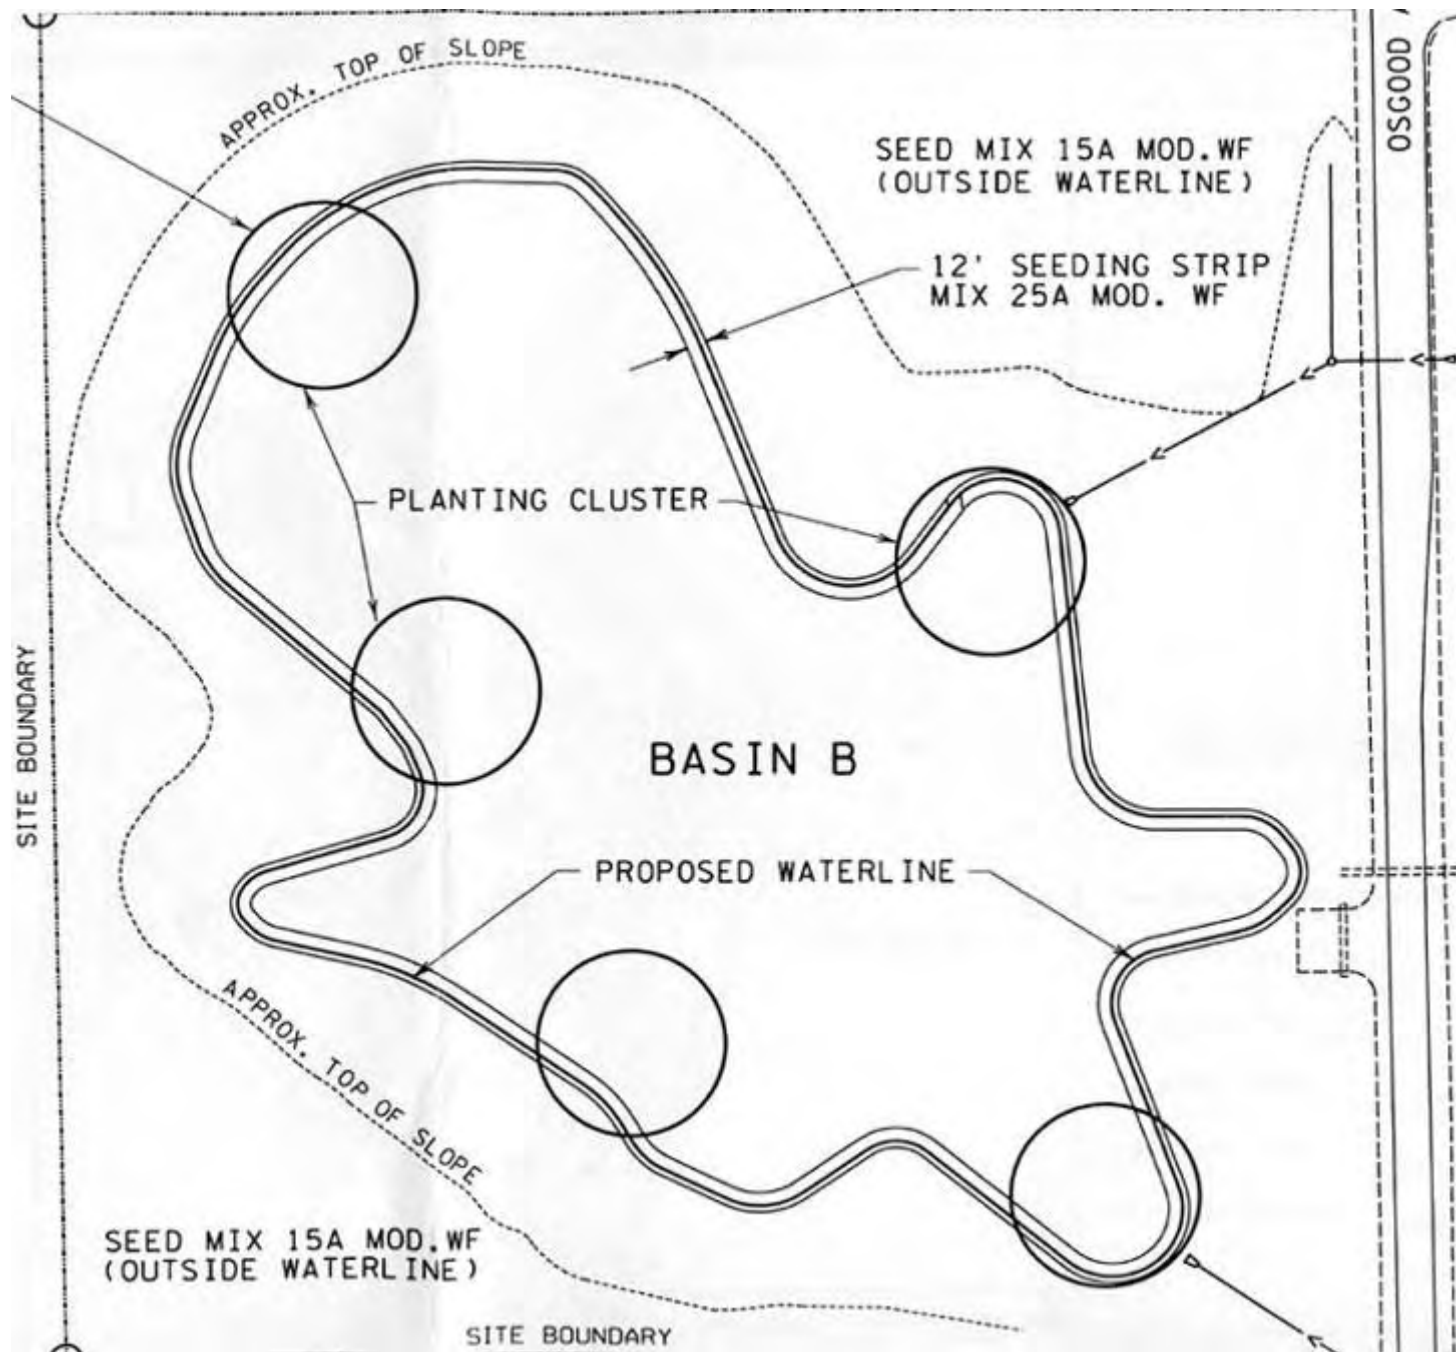 APPROX. TOP OF SLOPE
OSGOOD
SEED MIX 15A MOD.WF
(OUTSIDE WATERLINE)
12' SEEDING STRIP
MIX 25A MOD. WF
PLANTING CLUSTER
SITE BOUNDARY
BASIN B
PROPOSED WATERLINE
APPROX. TOP OF SLOPE
SEED MIX 15A MOD.WF
(OUTSIDE WATERLINE)
SITE BOUNDARY